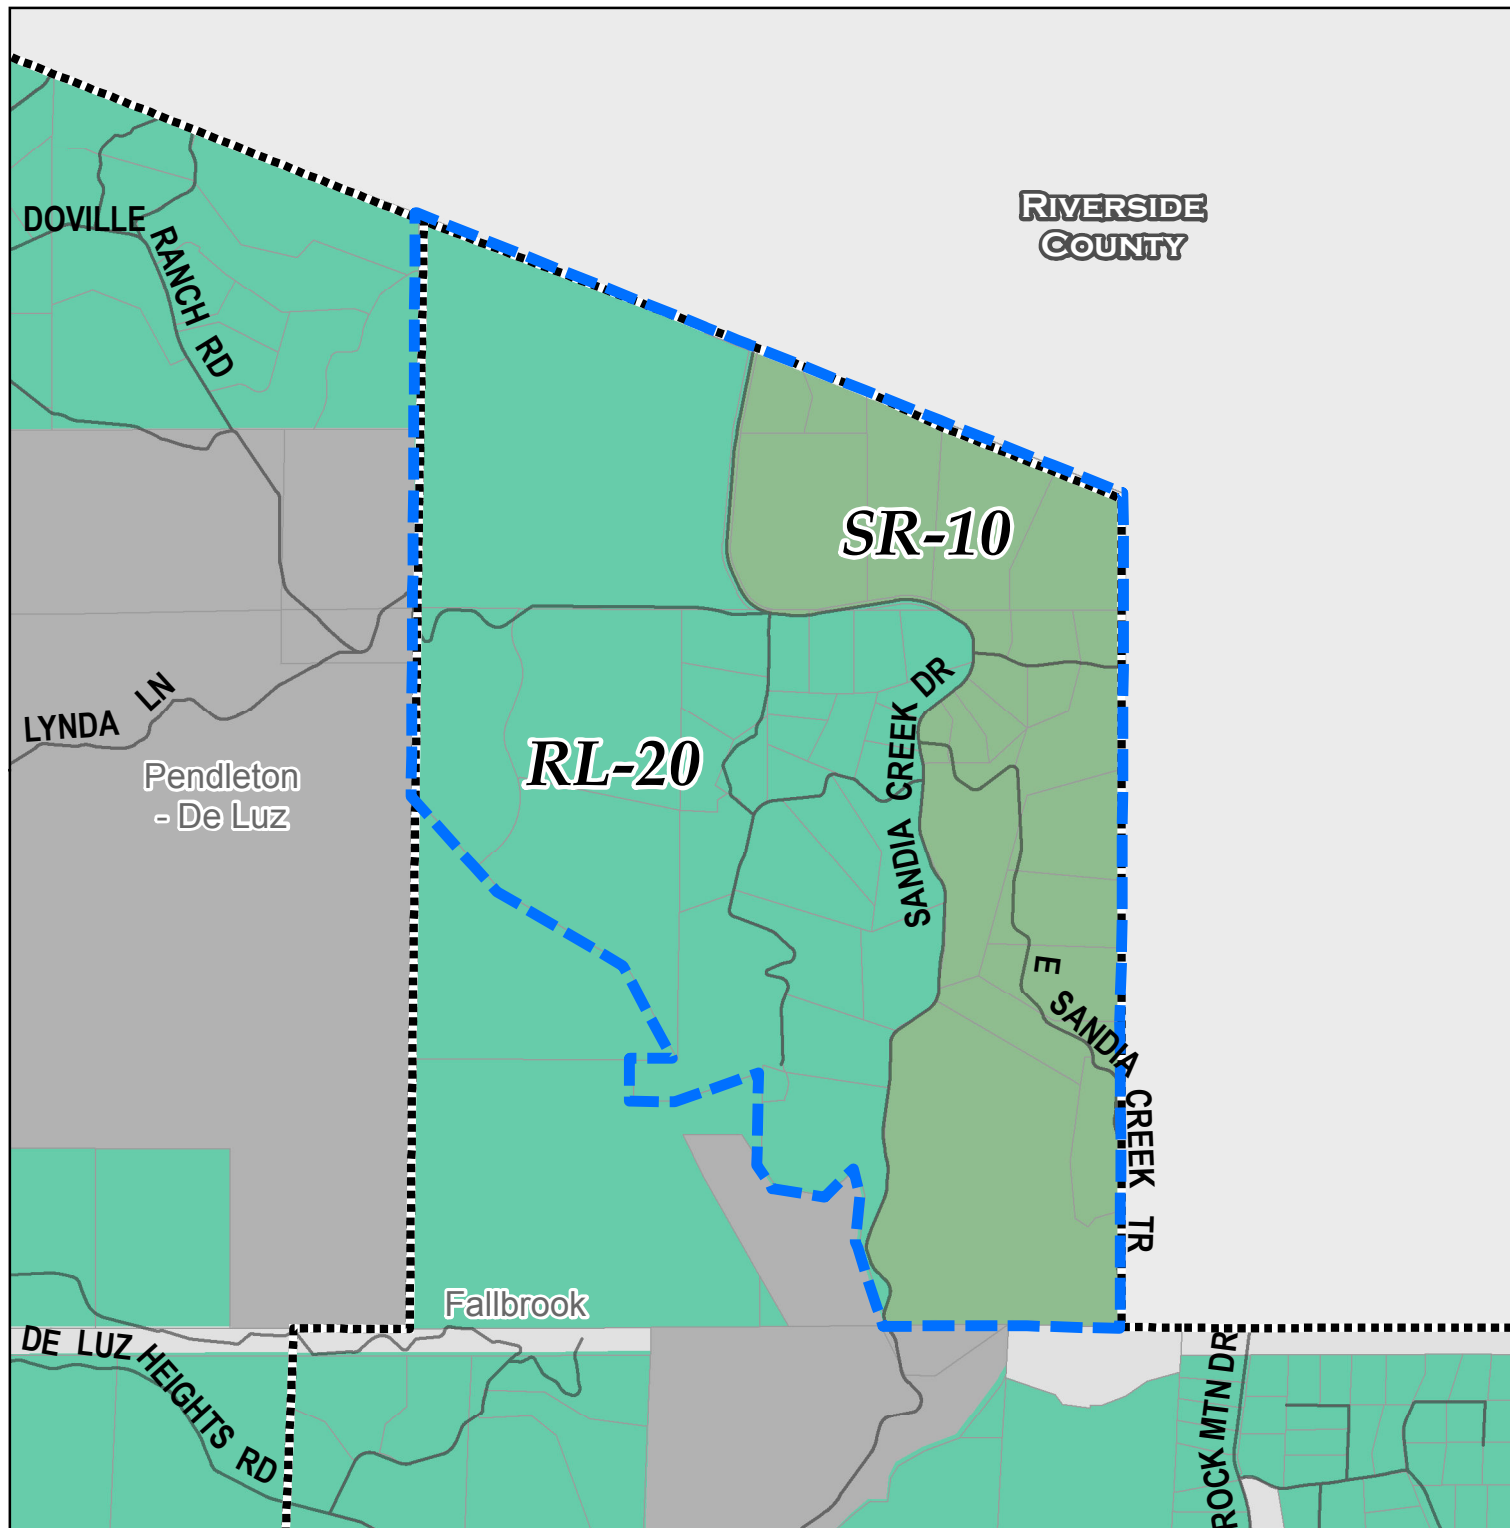 RIVERSIDE
COUNTY
DOVILLE
RANCH RD
SR-10
LYNDA LN
SANDIA CREEK DR
RL-20
Pendleton
- De Luz
E SANDIA CREEK TR
Fallbrook
DE LUZ HEIGHTS RD
ROCK MTN DR